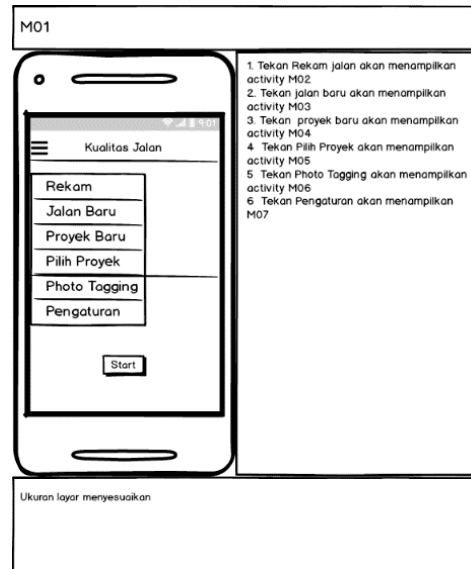 M01
9:01
Kualitas Jalan
Rekam
Jalan Baru
Proyek Baru
Pilih Proyek
Photo Tagging
Pengaturan
Start
1. Tekan Rekam jalan akan menampilkan
activity M02
2. Tekan jalan baru akan menampilkan
activity M03
3. Tekan proyek baru akan menampilkan
activity M04
4 Tekan Pilih Proyek akan menampilkan
activity M05
5 Tekan Photo Tagging akan menampilkan
activity M06
6 Tekan Pengaturan akan menampilkan
M07
Ukuran layar menyesuaikan